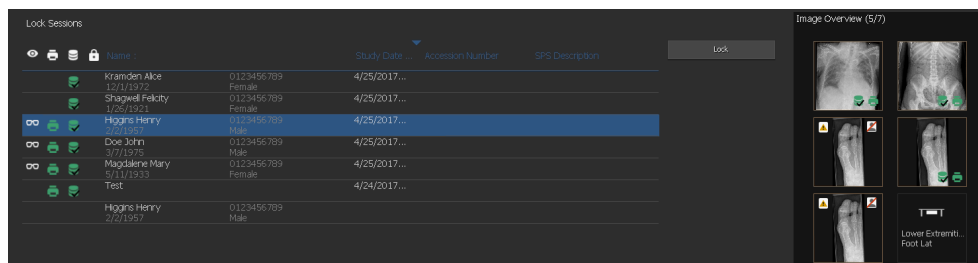 Lock Sessions
Image Overview (5/7)
Name :
Study Date ... Accession Number SPS Description
Lock
Kramden Alice 0123456789 4/25/2017...
12/1/1972 Female
Shagwell Felicity 0123456789 4/25/2017...
1/26/1921 Female
Higgins Henry 0123456789 4/25/2017...
2/2/1957 Male
Doe John 0123456789 4/25/2017...
3/7/1975 Male
Magdalene Mary 0123456789 4/25/2017...
5/11/1933 Female
Test 4/24/2017...
Higgins Henry 0123456789
2/2/1957 Male
Lower Extremiti...
Foot Lat